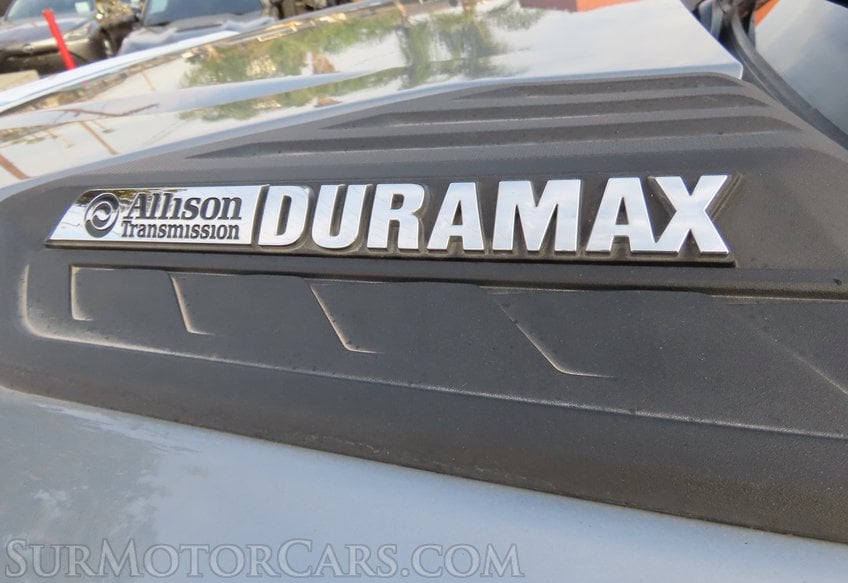 Allison
Transmission
DURAMAX
SURMOTORCARS.COM